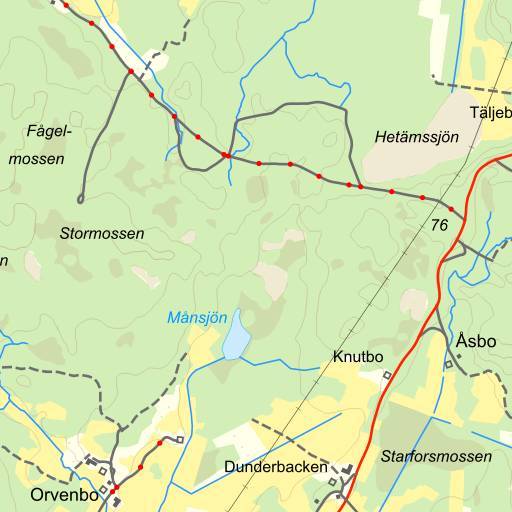 Täljeb
Fågel-
mossen
Hetämssjön
76
Stormossen
n
Månsjön
Åsbo
Knutbo
Starforsmossen
Dunderbacken
Orvenbo